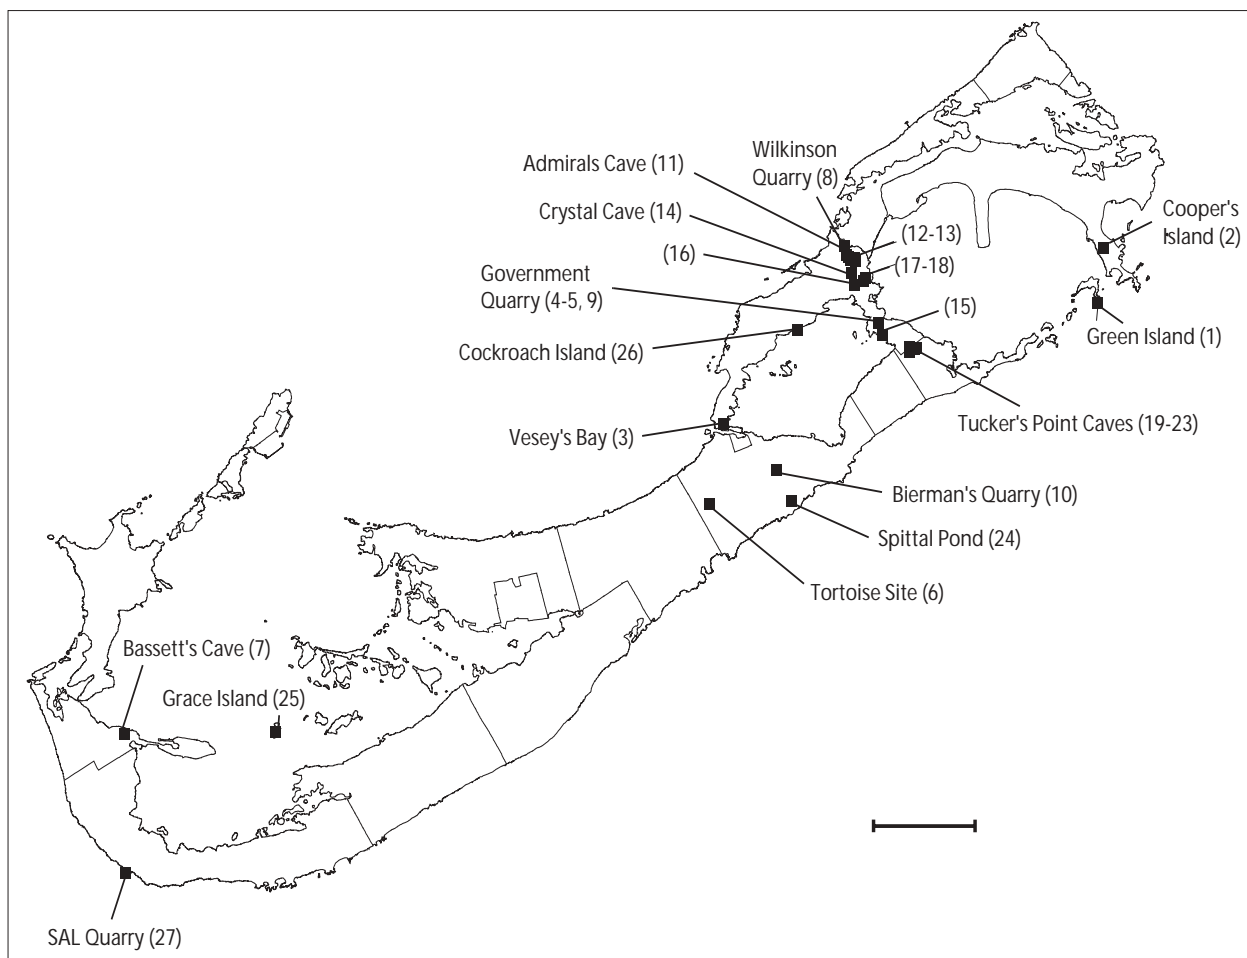 Wilkinson
Quarry (8)
Admirals Cave (11)
Crystal Cave (14)
(12-13)
Cooper's
Island (2)
(16)
(17-18)
Government
Quarry (4-5, 9)
(15)
Green Island (1)
Cockroach Island (26)
Tucker's Point Caves (19-23)
Vesey's Bay (3)
Bierman's Quarry (10)
Spittal Pond (24)
Tortoise Site (6)
Bassett's Cave (7)
Grace Island (25)
SAL Quarry (27)